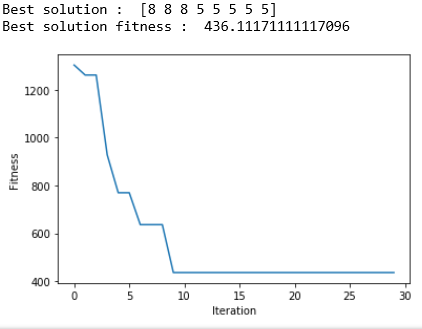 Best solution :  [8 8 8 5 5 5 5 5]
Best solution fitness :  436.11171111117096
1200
1000
800
600
400
Fitness
0 5 10 15 20 25 30
Iteration